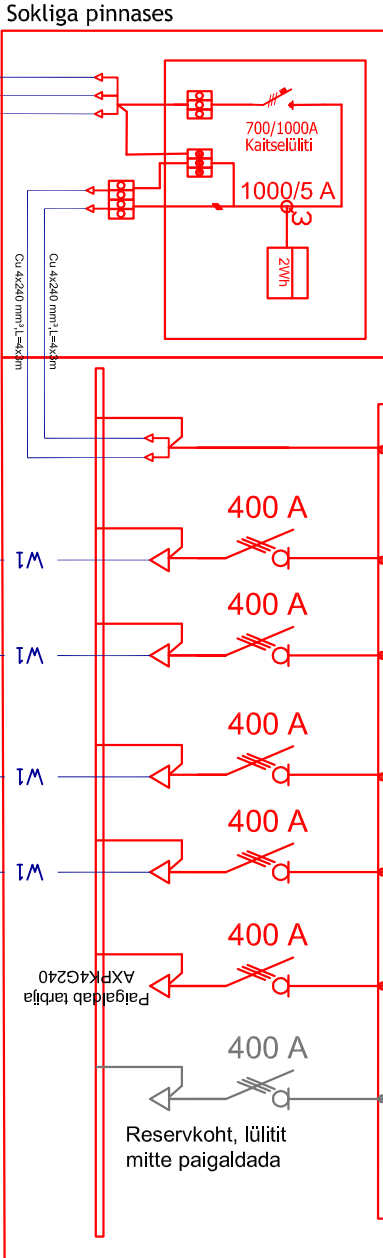 Sokliga pinnases
700/1000A
Kaitselüliti
1000/5 A
3
2Wh
Cu 4x240 mm²,L=4x3m
Cu 4x240 mm²,L=4x3m
400 A
W1
400 A
W1
400 A
W1
400 A
W1
400 A
Paigaldab tarbija
AXPK4G240
400 A
Reservkoht, lülitit
mitte paigaldada